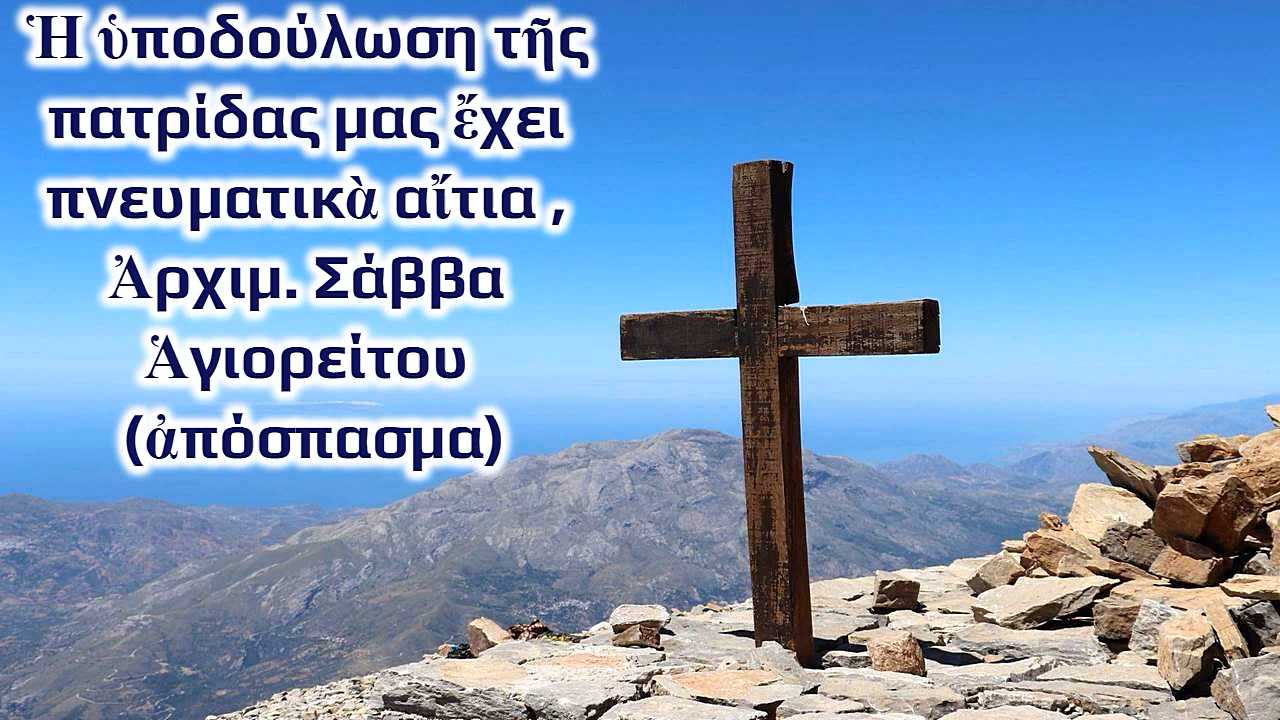 Ἡ ὑποδούλωση τῆς
πατρίδας μας ἔχει
πνευματικὰ αἴτια ,
Ἀρχιμ. Σάββα
Ἁγιορείτου
(ἀπόσπασμα)